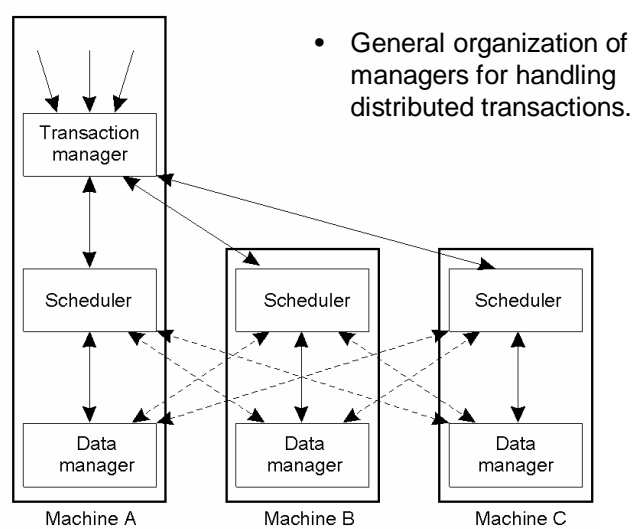 • General organization of
managers for handling
distributed transactions.
Transaction
manager
Scheduler
Scheduler
Scheduler
Data
manager
Data
manager
Data
manager
Machine A
Machine B
Machine C